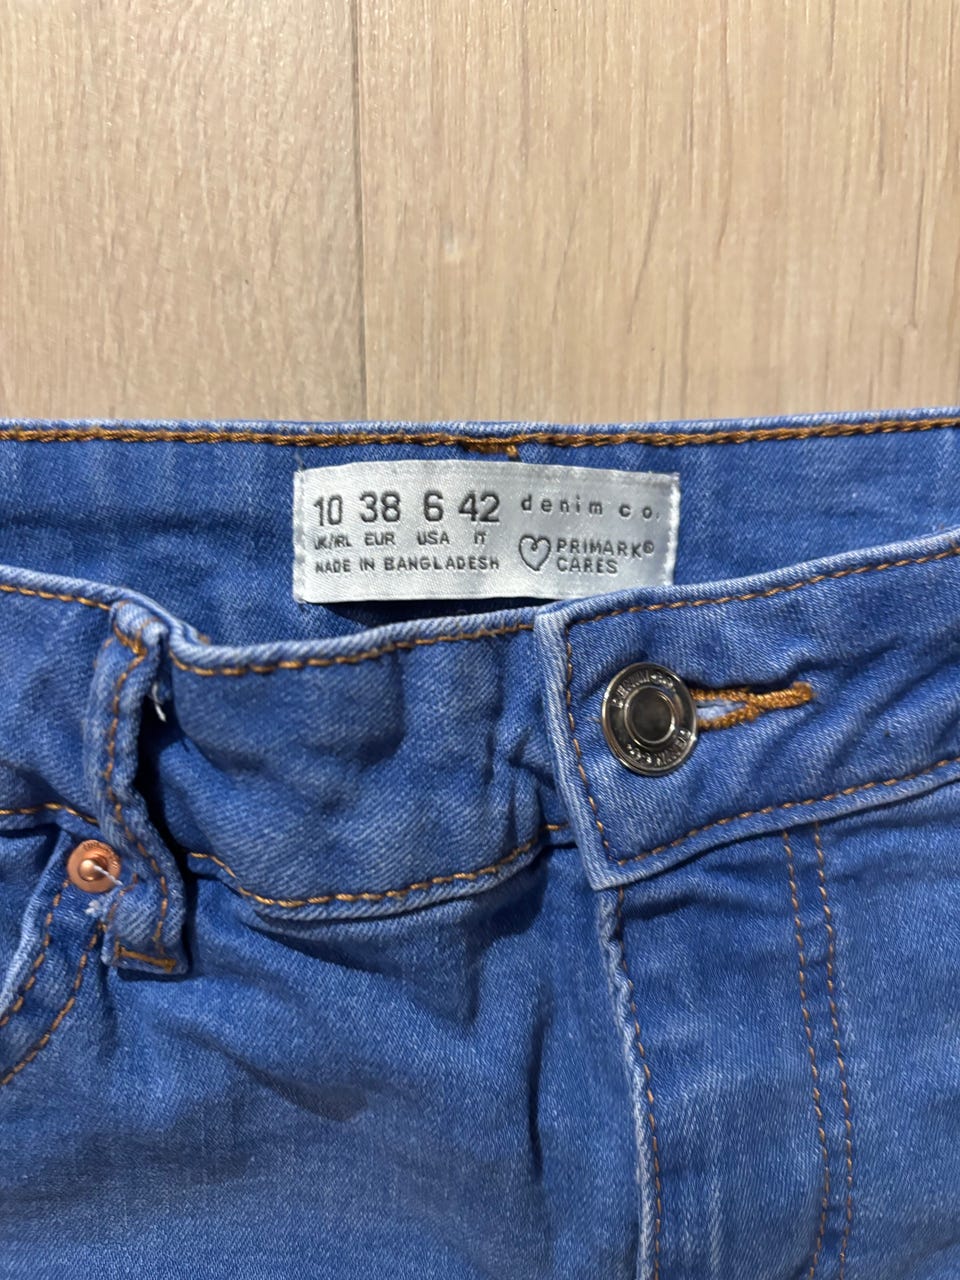 10 38 6 42 denim co.
UK/IRL EUR USA IT
MADE IN BANGLADESH
PRIMARK®
CARES